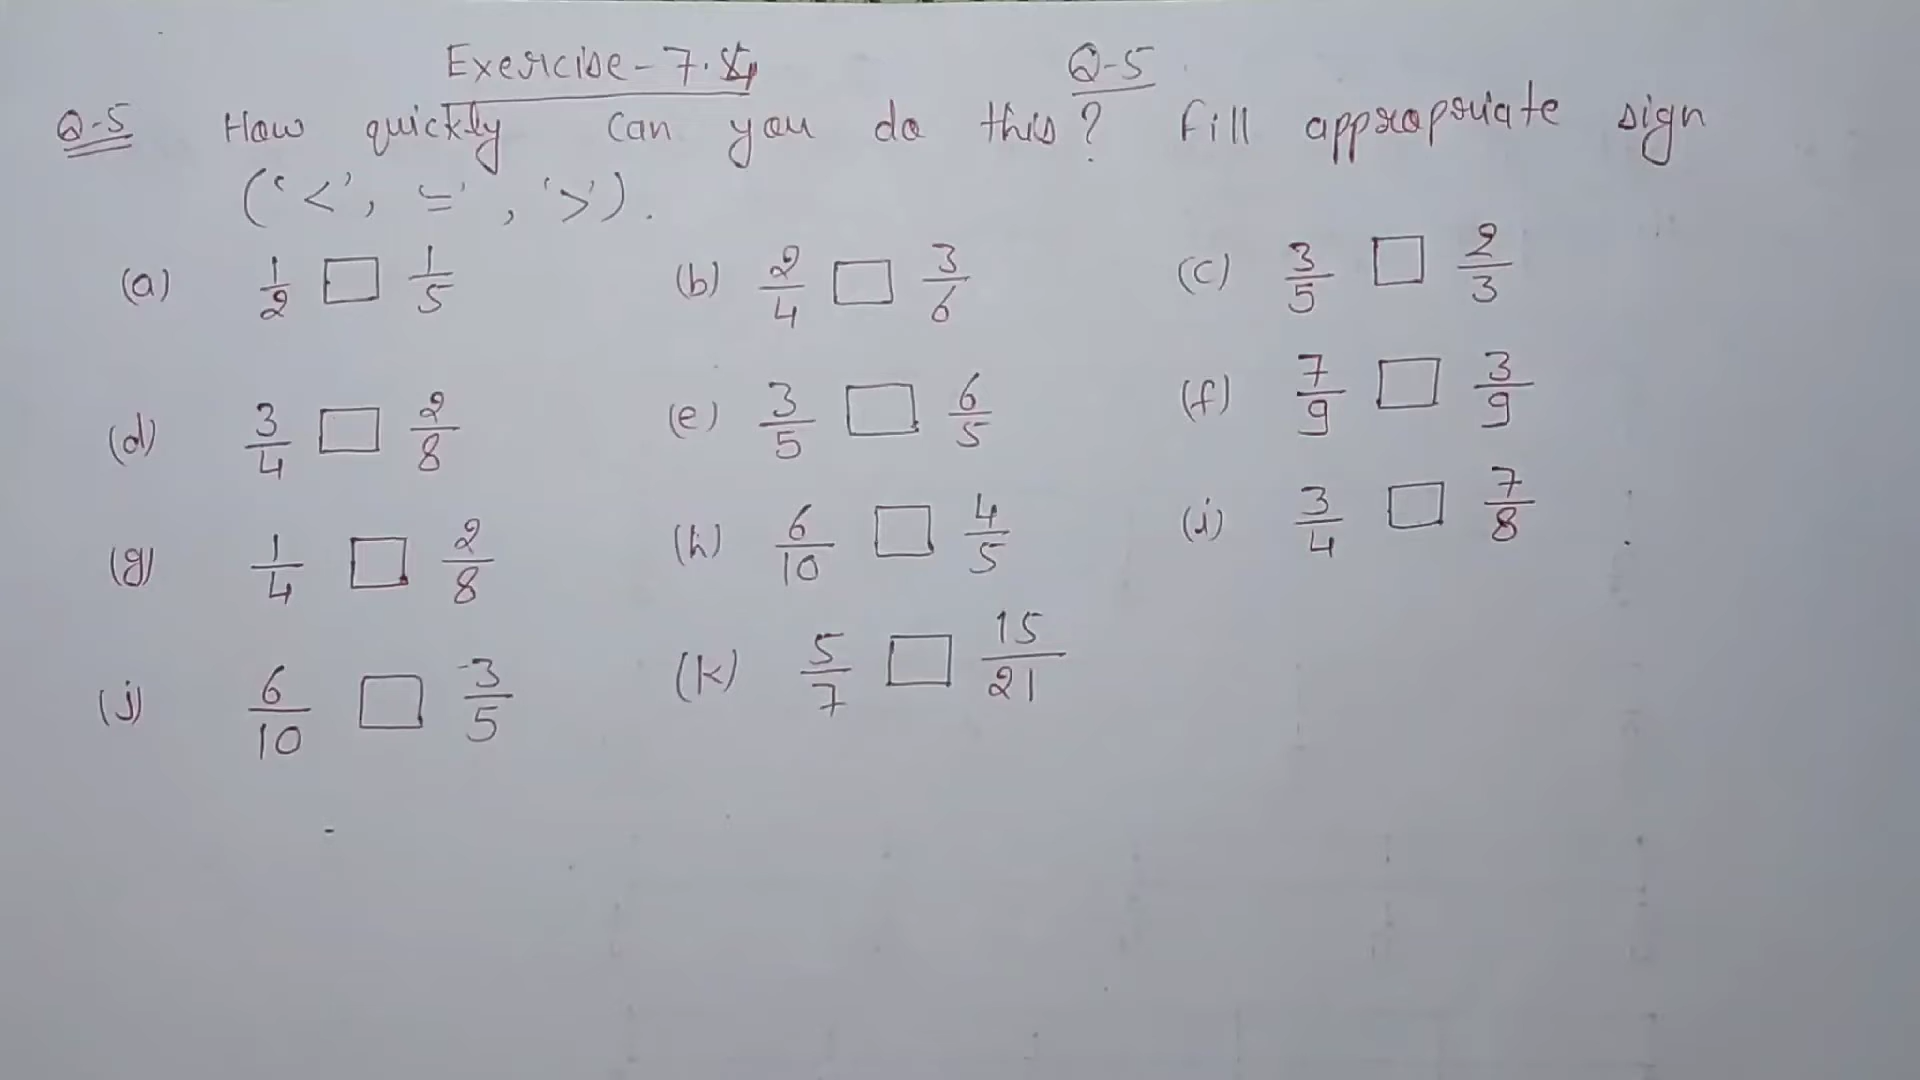 Exercise-7.4 Q-5
Q-5 How quickly can you do this? Fill appropriate sign
('<', '=', '>').
(a) 1/2 □ 1/5 (b) 2/4 □ 3/6 (c) 3/5 □ 2/3
(d) 3/4 □ 2/8 (e) 3/5 □ 6/5 (f) 7/9 □ 3/9
(g) 1/4 □ 2/8 (h) 6/10 □ 4/5 (i) 3/4 □ 7/8
(j) 6/10 □ 3/5 (k) 5/7 □ 15/21